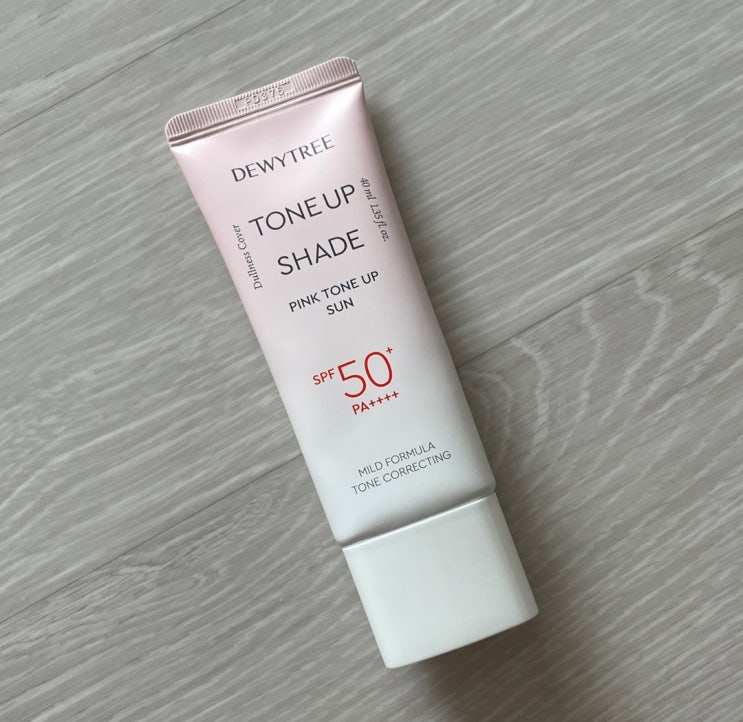 DEWYTREE
TONE UP
SHADE
Dullness Cover
40 ml 1.35 fl. oz.
PINK TONE UP
SUN
SPF 50+
PA++++
MILD FORMULA
TONE CORRECTING